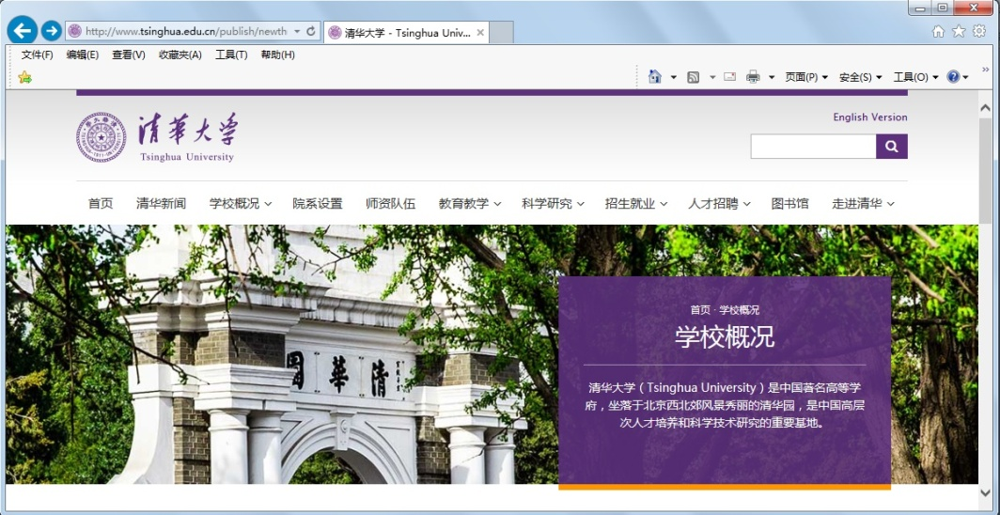 http://www.tsinghua.edu.cn/publish/newth
清华大学 - Tsinghua Univ...
文件(F) 编辑(E) 查看(V) 收藏夹(A) 工具(T) 帮助(H)
页面(P) 安全(S) 工具(O)
English Version
清華大学
Tsinghua University
首页 清华新闻 学校概况 院系设置 师资队伍 教育教学 科学研究 招生就业 人才招聘 图书馆 走进清华
園華清
首页 · 学校概况
学校概况
清华大学（Tsinghua University）是中国著名高等学
府，坐落于北京西北郊风景秀丽的清华园，是中国高层
次人才培养和科学技术研究的重要基地。